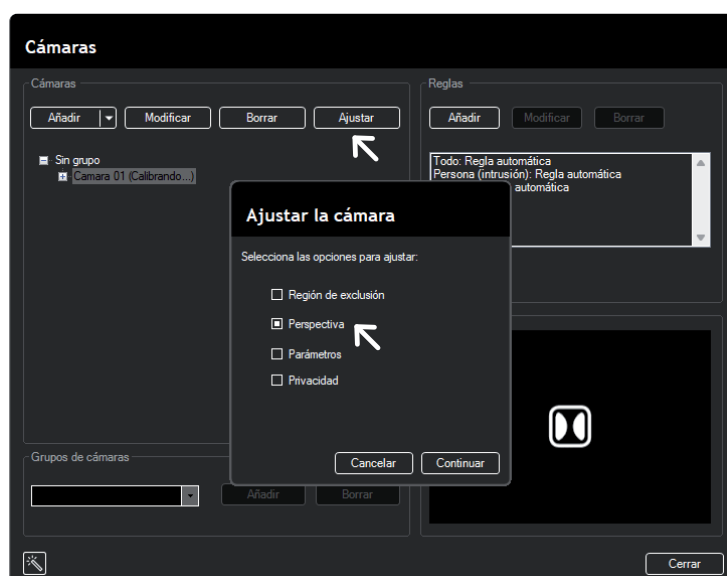 Cámaras
Cámaras
Añadir
Modificar
Borrar
Ajustar
Sin grupo
Camara 01 (Calibrando...)
Reglas
Añadir
Modificar
Borrar
Todo: Regla automática
Persona (intrusión): Regla automática
automática
Ajustar la cámara
Selecciona las opciones para ajustar:
Región de exclusión
Perspectiva
Parámetros
Privacidad
Cancelar
Continuar
Grupos de cámaras
Añadir
Borrar
Cerrar